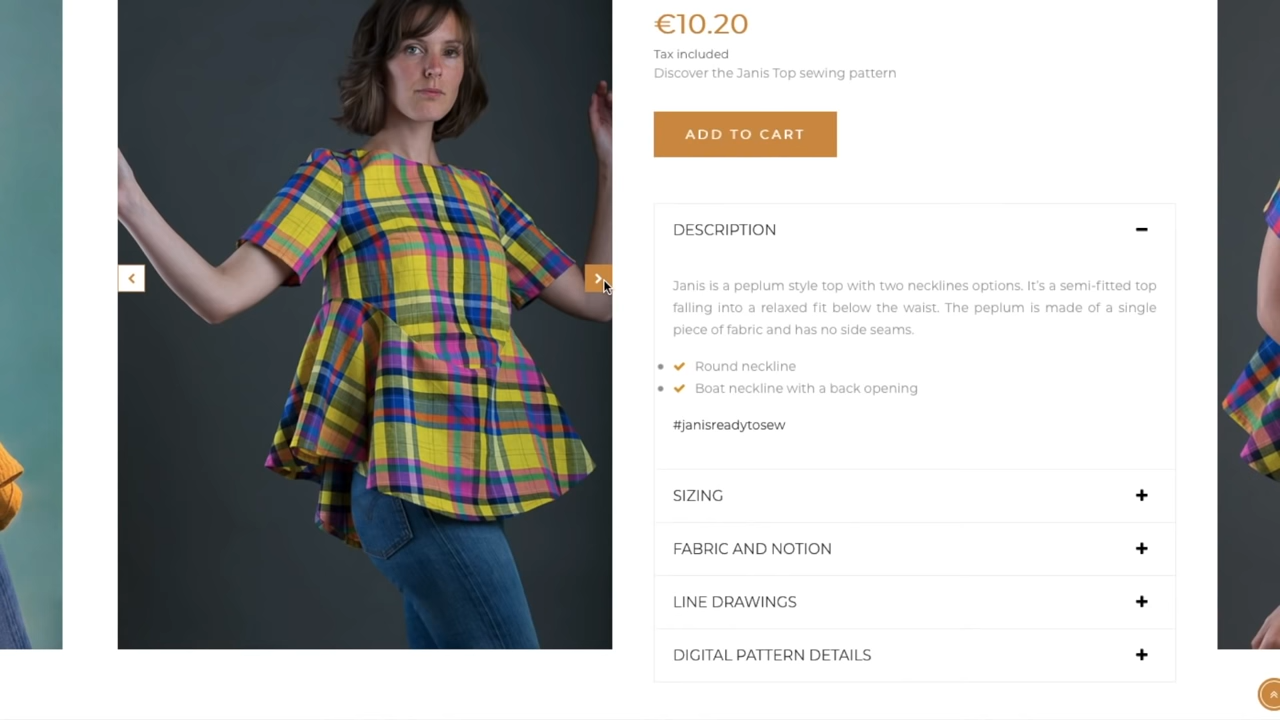 €10.20
Tax included
Discover the Janis Top sewing pattern
ADD TO CART
DESCRIPTION
Janis is a peplum style top with two necklines options. It's a semi-fitted top
falling into a relaxed fit below the waist. The peplum is made of a single
piece of fabric and has no side seams.
Round neckline
Boat neckline with a back opening
#janisreadytosew
SIZING
FABRIC AND NOTION
LINE DRAWINGS
DIGITAL PATTERN DETAILS